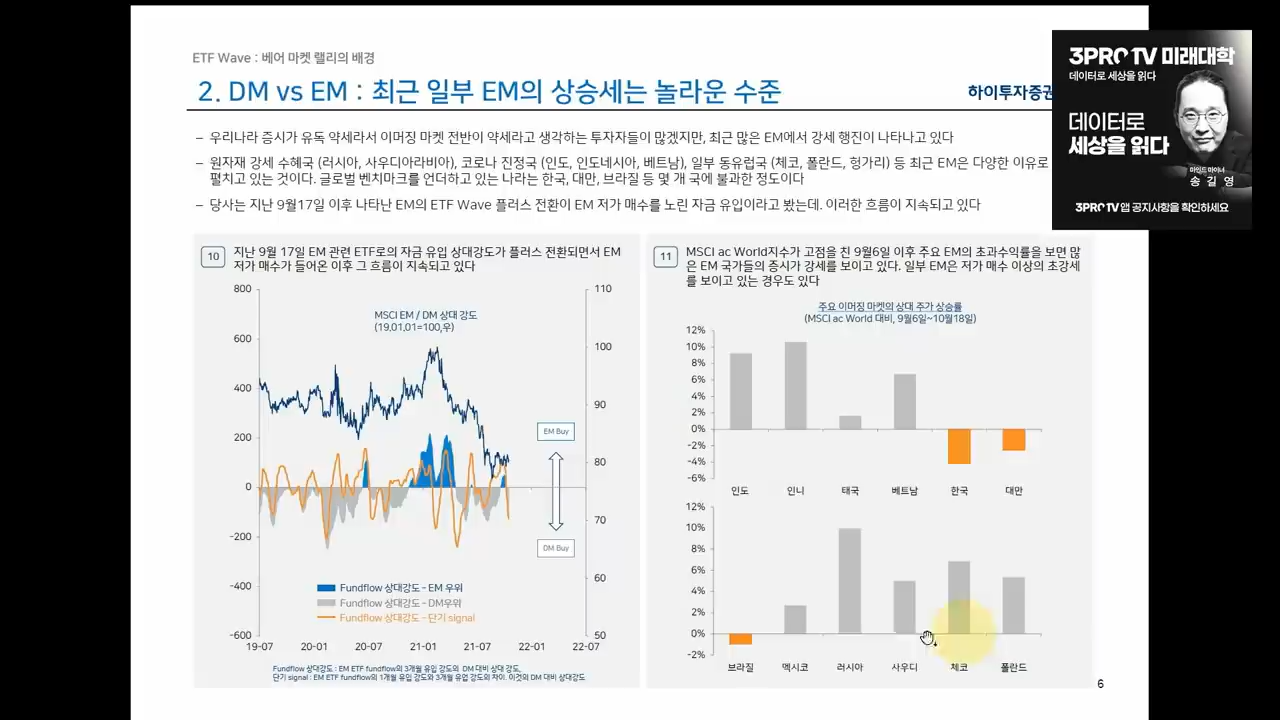 ETF Wave : 베어 마켓 랠리의 배경
2. DM vs EM : 최근 일부 EM의 상승세는 놀라운 수준
하이투자증권
3PRO TV 미래대학
데이터로 세상을 읽다
데이터로
세상을 읽다
마인드 마이너
송 길 영
3PRO TV 앱 공지사항을 확인하세요
– 우리나라 증시가 유독 약세라서 이머징 마켓 전반이 약세라고 생각하는 투자자들이 많겠지만, 최근 많은 EM에서 강세 행진이 나타나고 있다
– 원자재 강세 수혜국 (러시아, 사우디아라비아), 코로나 진정국 (인도, 인도네시아, 베트남), 일부 동유럽국 (체코, 폴란드, 헝가리) 등 최근 EM은 다양한 이유로
펼치고 있는 것이다. 글로벌 벤치마크를 언더하고 있는 나라는 한국, 대만, 브라질 등 몇 개 국에 불과한 정도이다
– 당사는 지난 9월17일 이후 나타난 EM의 ETF Wave 플러스 전환이 EM 저가 매수를 노린 자금 유입이라고 봤는데. 이러한 흐름이 지속되고 있다
10
지난 9월 17일 EM 관련 ETF로의 자금 유입 상대강도가 플러스 전환되면서 EM
저가 매수가 들어온 이후 그 흐름이 지속되고 있다
800
600
400
200
0
-200
-400
-600
110
100
90
80
70
60
50
MSCI EM / DM 상대 강도
(19,01,01=100,우)
EM Buy
DM Buy
Fundflow 상대강도 - EM 우위
Fundflow 상대강도 - DM우위
Fundflow 상대강도 - 단기 signal
19-07 20-01 20-07 21-01 21-07 22-01 22-07
Fundflow 상대강도 : EM ETF fundflow의 3개월 유입 강도의 DM 대비 상대 강도,
단기 signal : EM ETF fundflow의 1개월 유입 강도와 3개월 유업 강도의 차이. 이것의 DM 대비 상대강도
11
MSCI ac World지수가 고점을 친 9월6일 이후 주요 EM의 초과수익률을 보면 많
은 EM 국가들의 증시가 강세를 보이고 있다. 일부 EM은 저가 매수 이상의 초강세
를 보이고 있는 경우도 있다
주요 이머징 마켓의 상대 주가 상승률
(MSCI ac World 대비, 9월6일~10월18일)
12%
10%
8%
6%
4%
2%
0%
-2%
-4%
-6%
인도 인니 태국 베트남 한국 대만
12%
10%
8%
6%
4%
2%
0%
-2%
브라질 멕시코 러시아 사우디 체코 폴란드
6